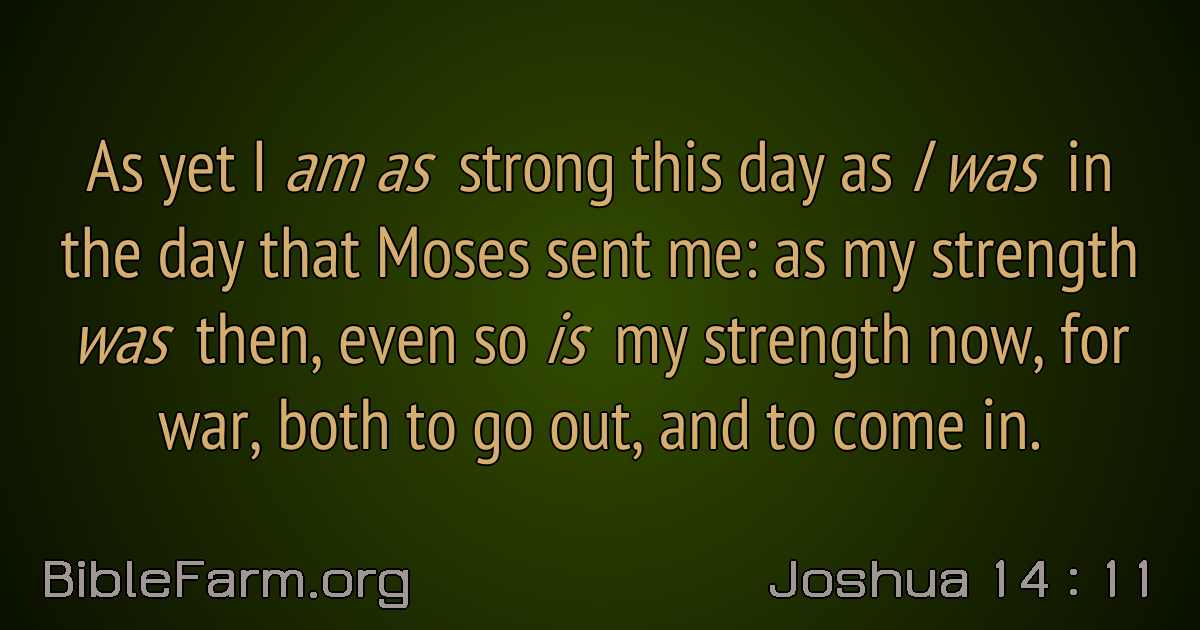 As yet I am as strong this day as I was in
the day that Moses sent me: as my strength
was then, even so is my strength now, for
war, both to go out, and to come in.
BibleFarm.org
Joshua 14 : 11